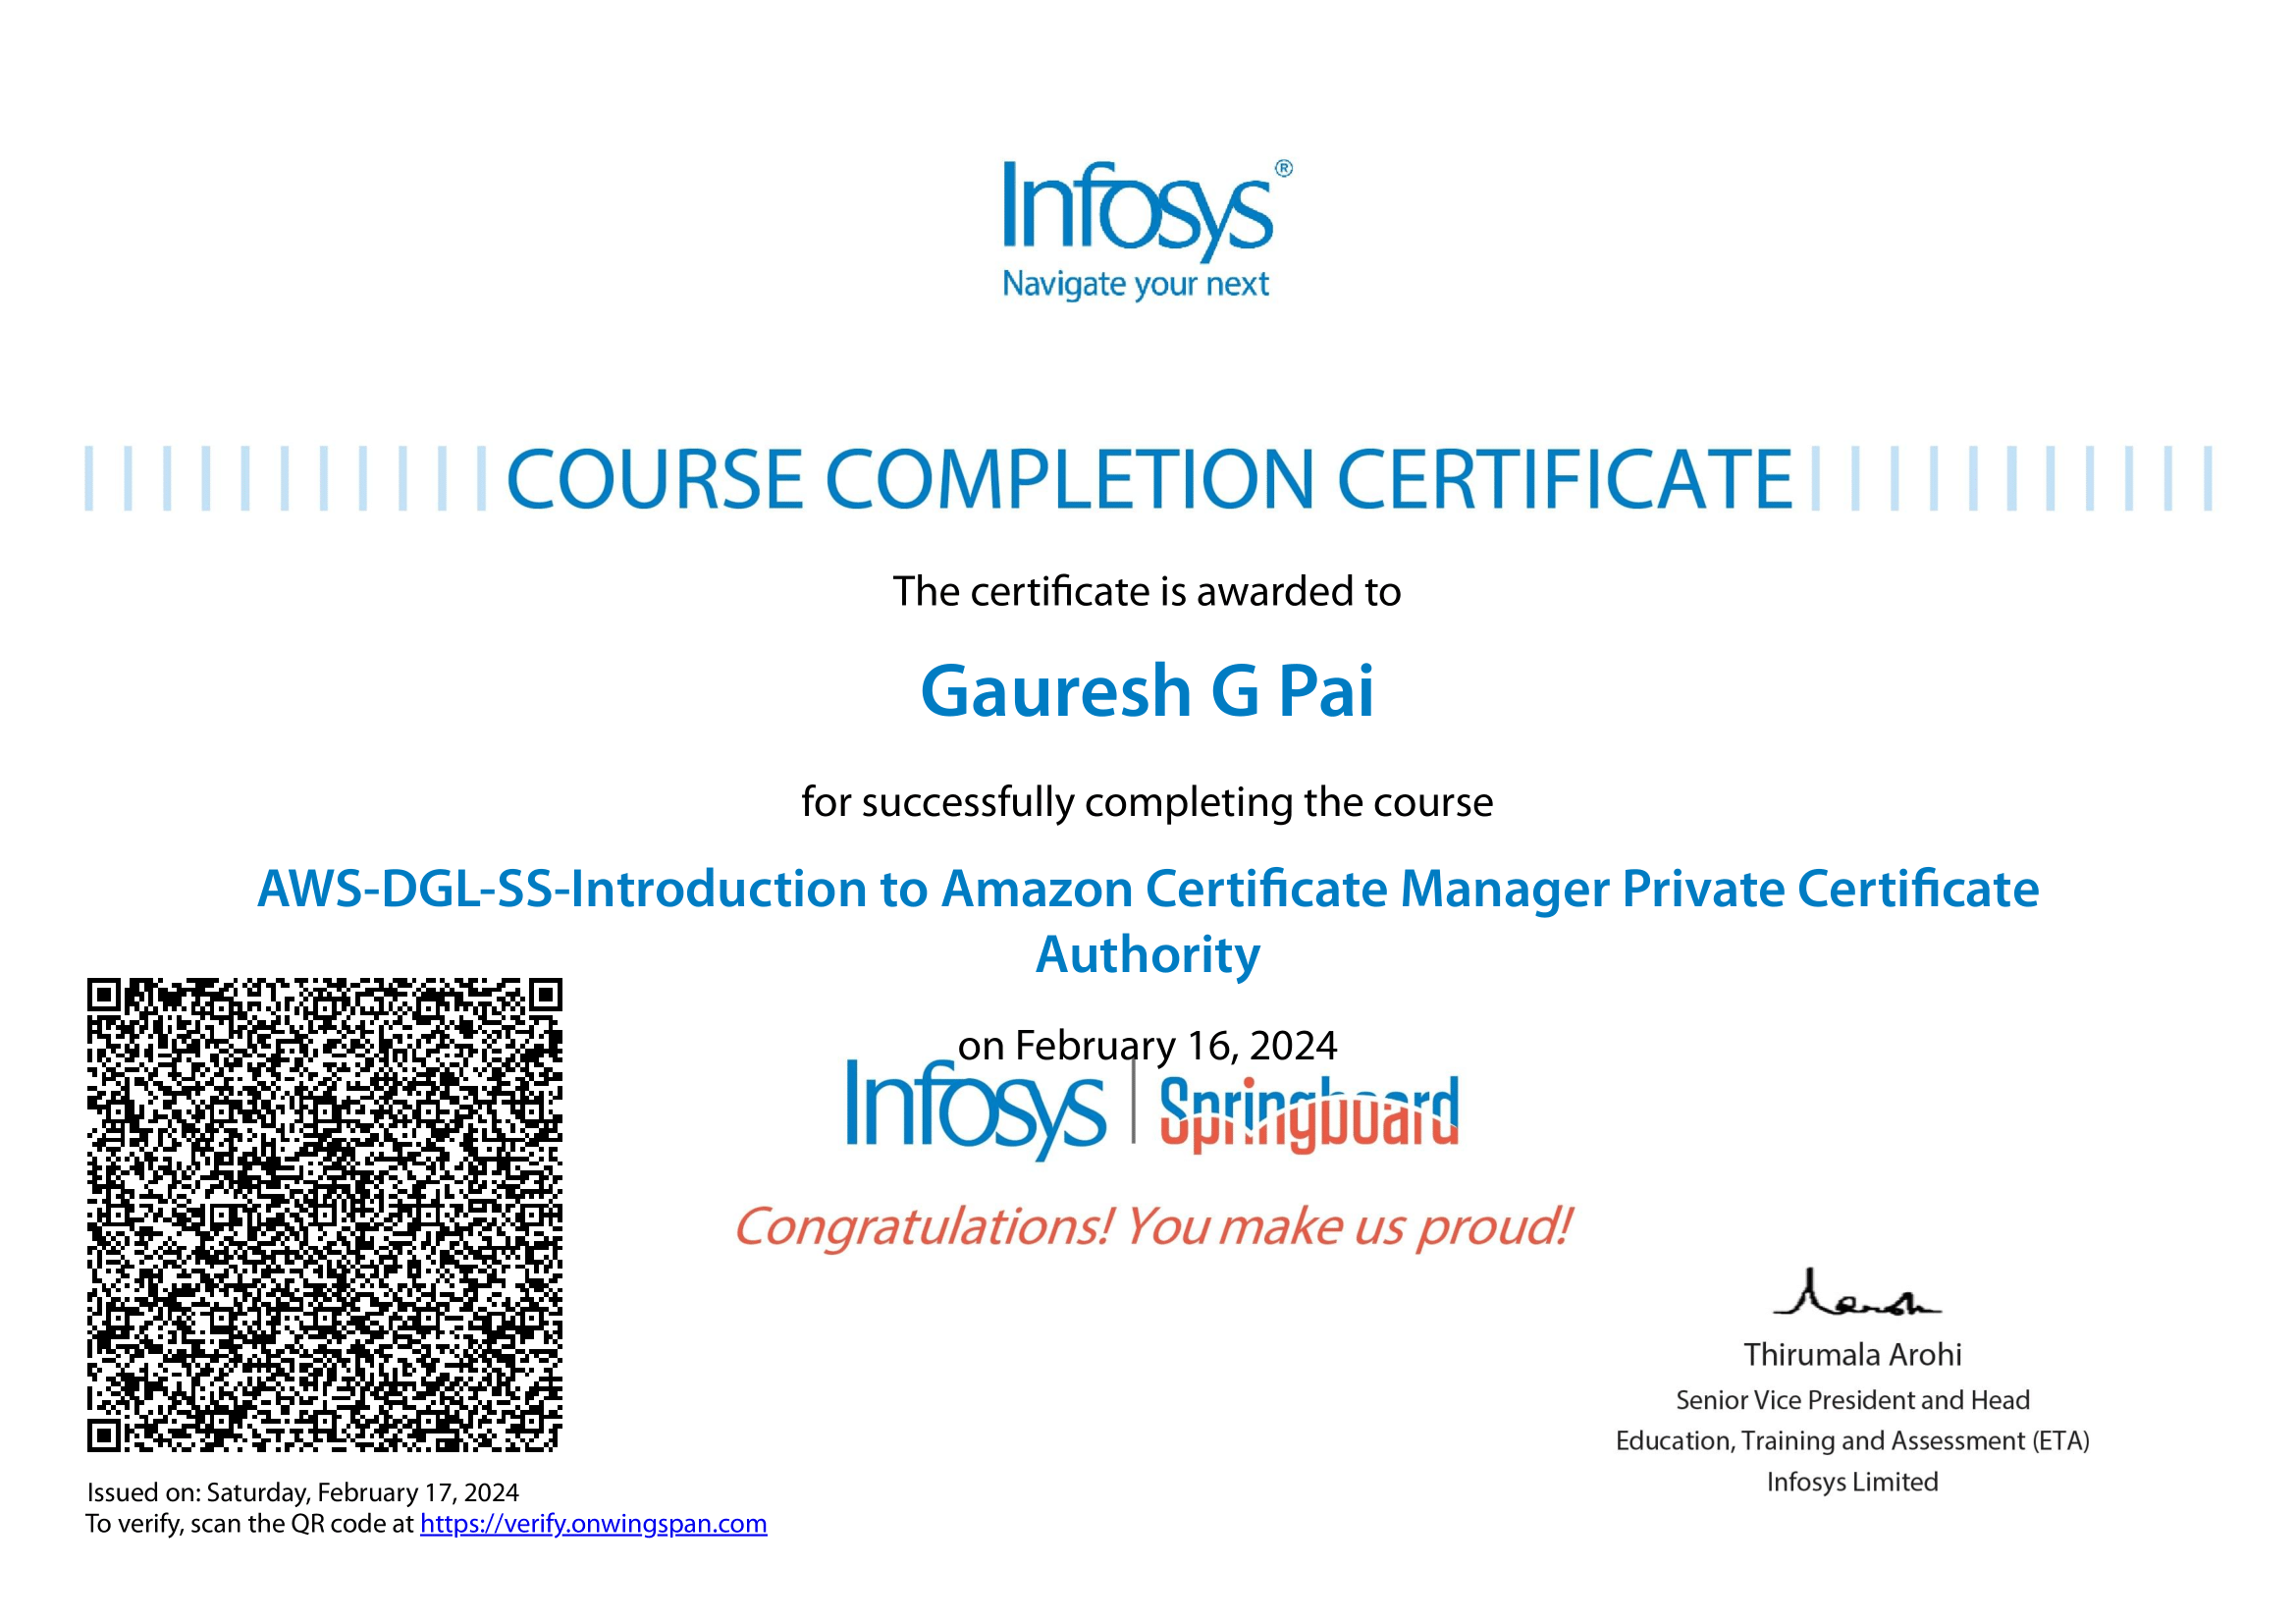 Infosys®
Navigate your next
COURSE COMPLETION CERTIFICATE
The certificate is awarded to
Gauresh G Pai
for successfully completing the course
AWS-DGL-SS-Introduction to Amazon Certificate Manager Private Certificate
Authority
on February 16, 2024
Infosys | Springboard
Congratulations! You make us proud!
Thirumala Arohi
Senior Vice President and Head
Education, Training and Assessment (ETA)
Infosys Limited
Issued on: Saturday, February 17, 2024
To verify, scan the QR code at https://verify.onwingspan.com